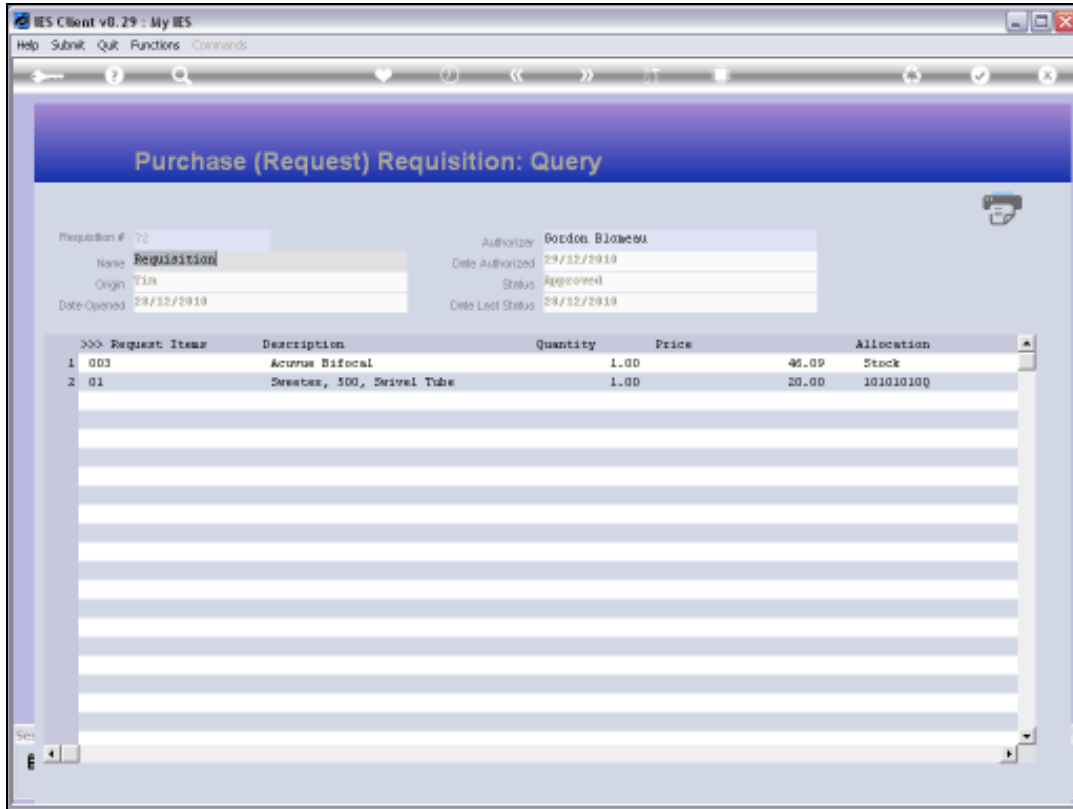 IES Client v8.29 : My IES
Help Submit Quit Functions Commands
Purchase (Request) Requisition: Query
Requisition # 72
Name Requisition
Origin Tim
Date Opened 28/12/2010
Authorizer Gordon Blomeau
Date Authorized 29/12/2010
Status Approved
Date Last Status 28/12/2010
>>> Request Items Description Quantity Price Allocation
1 003 Acuvue Bifocal 1.00 46.09 Stock
2 01 Sweetex, 500, Swivel Tube 1.00 20.00 10101010Q